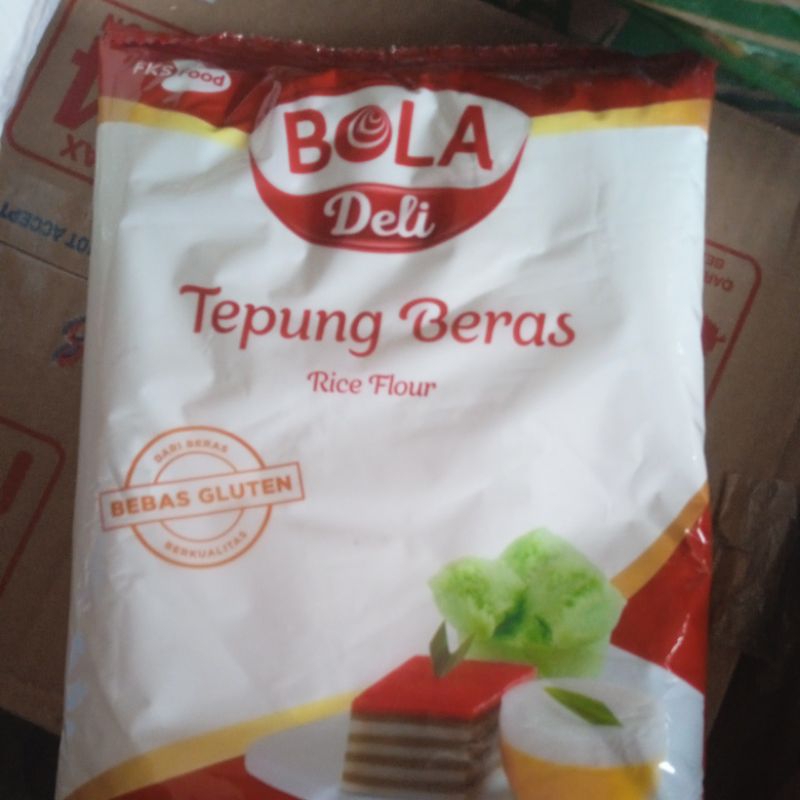 FKS Food
BOLA
Deli
Tepung Beras
Rice Flour
DARI BERAS
BEBAS GLUTEN
BERKUALITAS